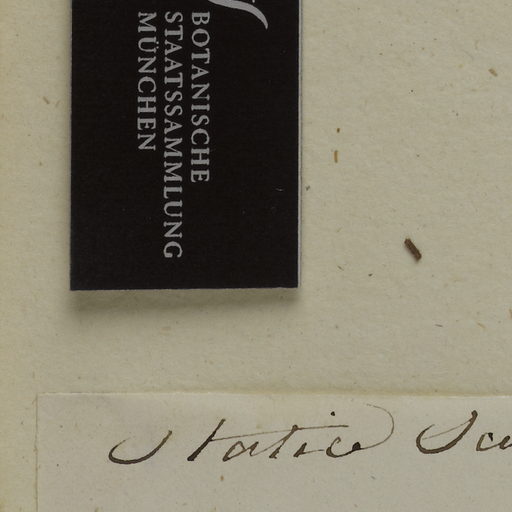 BOTANISCHE
STAATSSAMMLUNG
MÜNCHEN
Statice